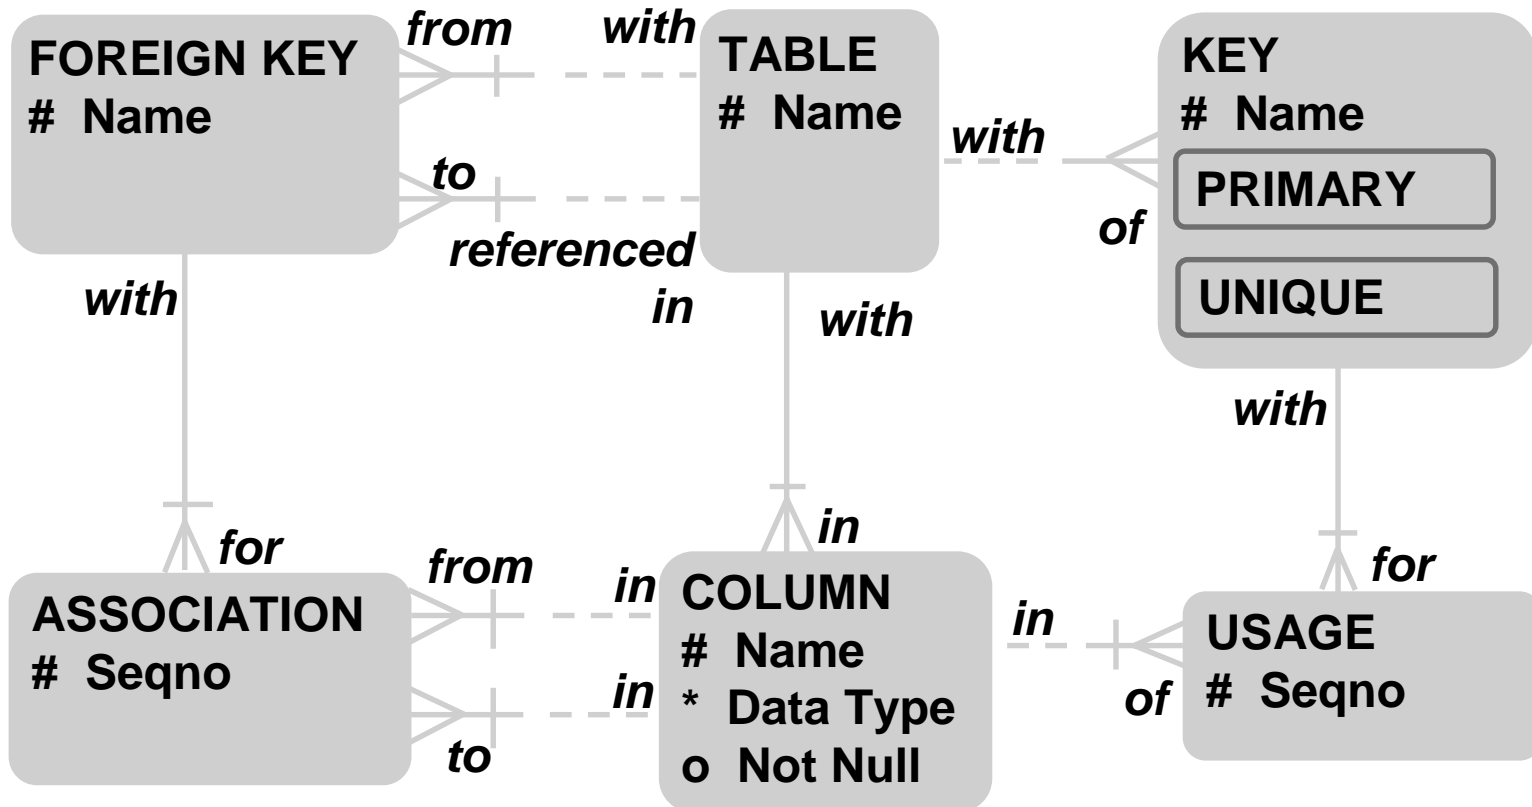 FOREIGN KEY
# Name
from
with
to
referenced
in
TABLE
# Name
with
of
KEY
# Name
PRIMARY
UNIQUE
with
for
with
in
with
for
ASSOCIATION
# Seqno
from
in
to
in
COLUMN
# Name
* Data Type
o Not Null
in
of
USAGE
# Seqno